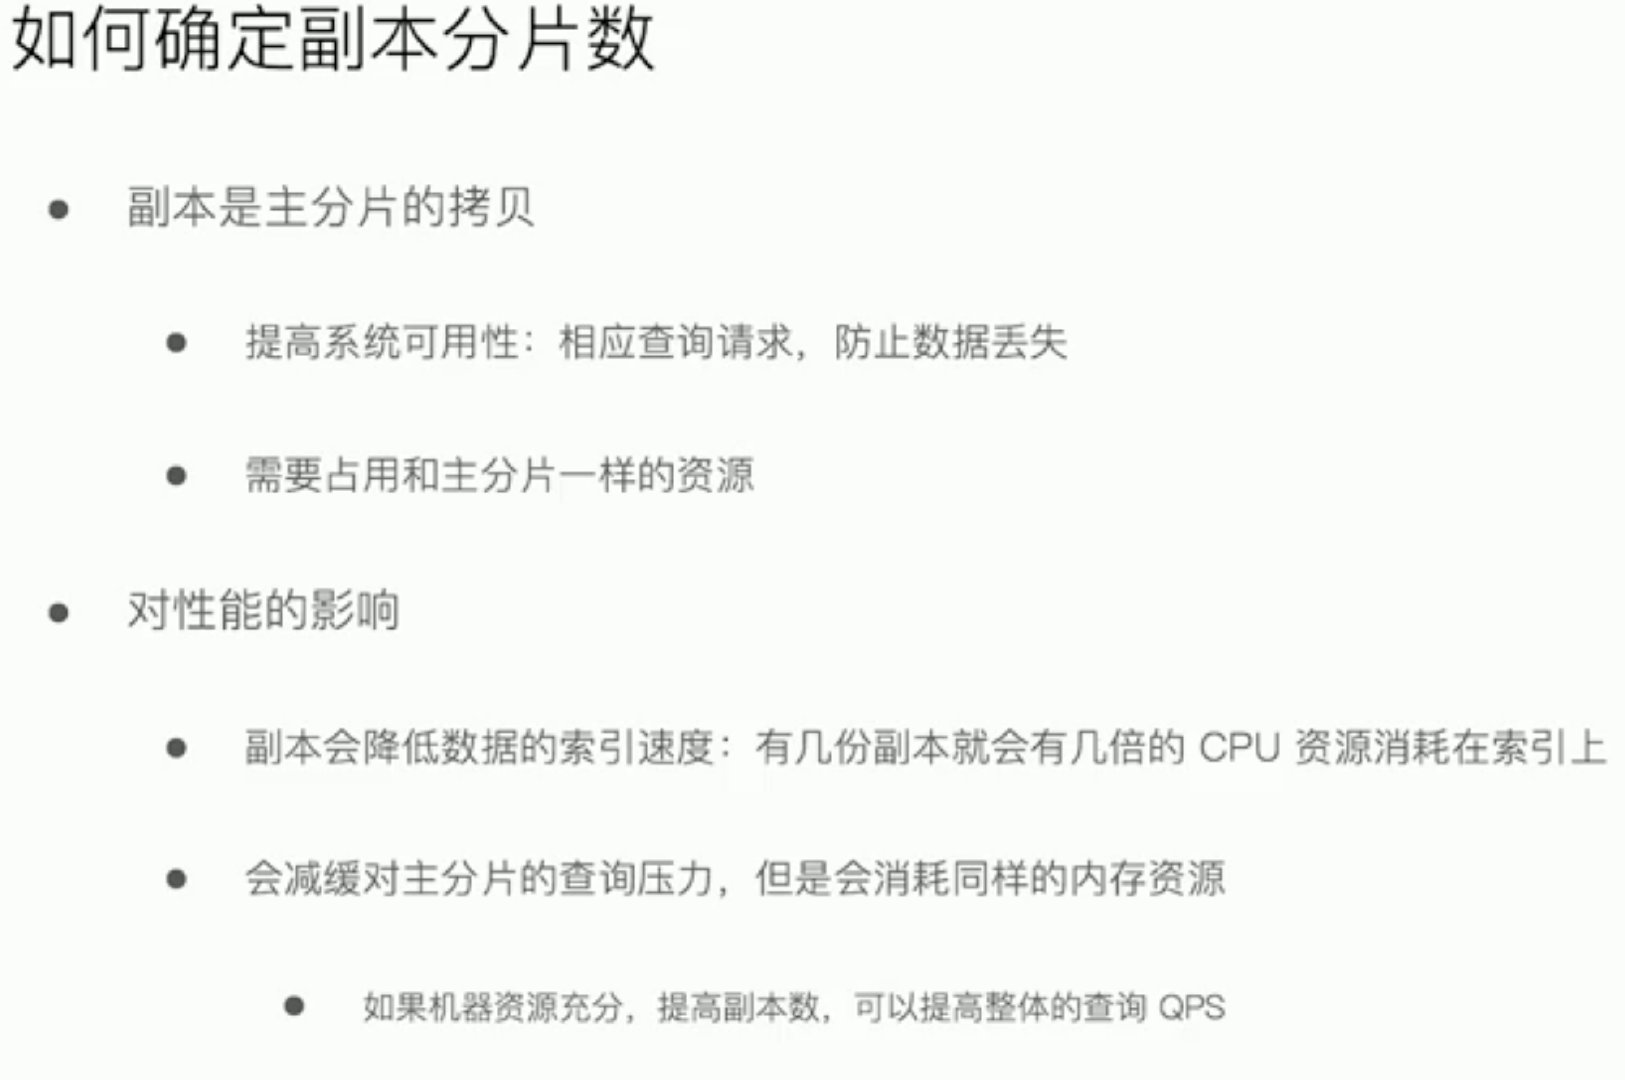 如何确定副本分片数
● 副本是主分片的拷贝
● 提高系统可用性：相应查询请求，防止数据丢失
● 需要占用和主分片一样的资源
● 对性能的影响
● 副本会降低数据的索引速度：有几份副本就会有几倍的 CPU 资源消耗在索引上
● 会减缓对主分片的查询压力，但是会消耗同样的内存资源
● 如果机器资源充分，提高副本数，可以提高整体的查询 QPS